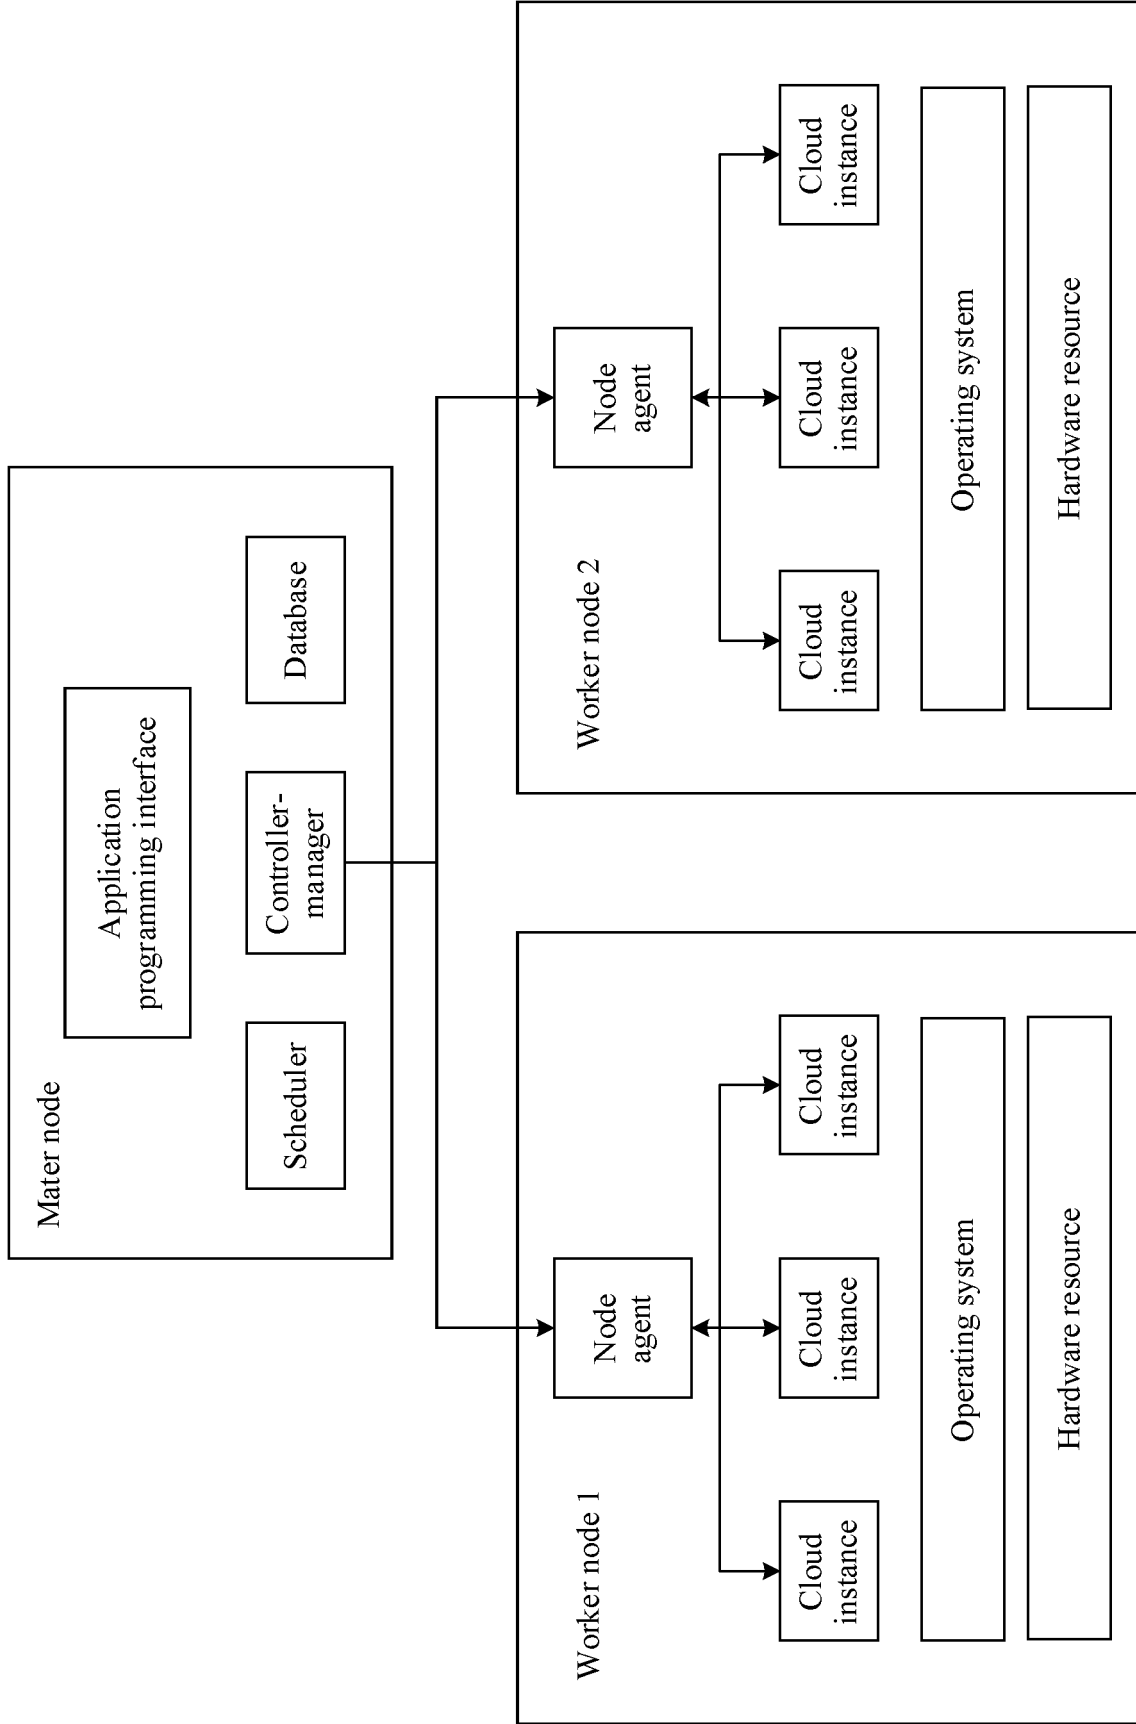 Mater node
Application
programming interface
Scheduler
Controller-
manager
Database
Worker node 1
Node
agent
Cloud
instance
Cloud
instance
Cloud
instance
Operating system
Hardware resource
Worker node 2
Node
agent
Cloud
instance
Cloud
instance
Cloud
instance
Operating system
Hardware resource